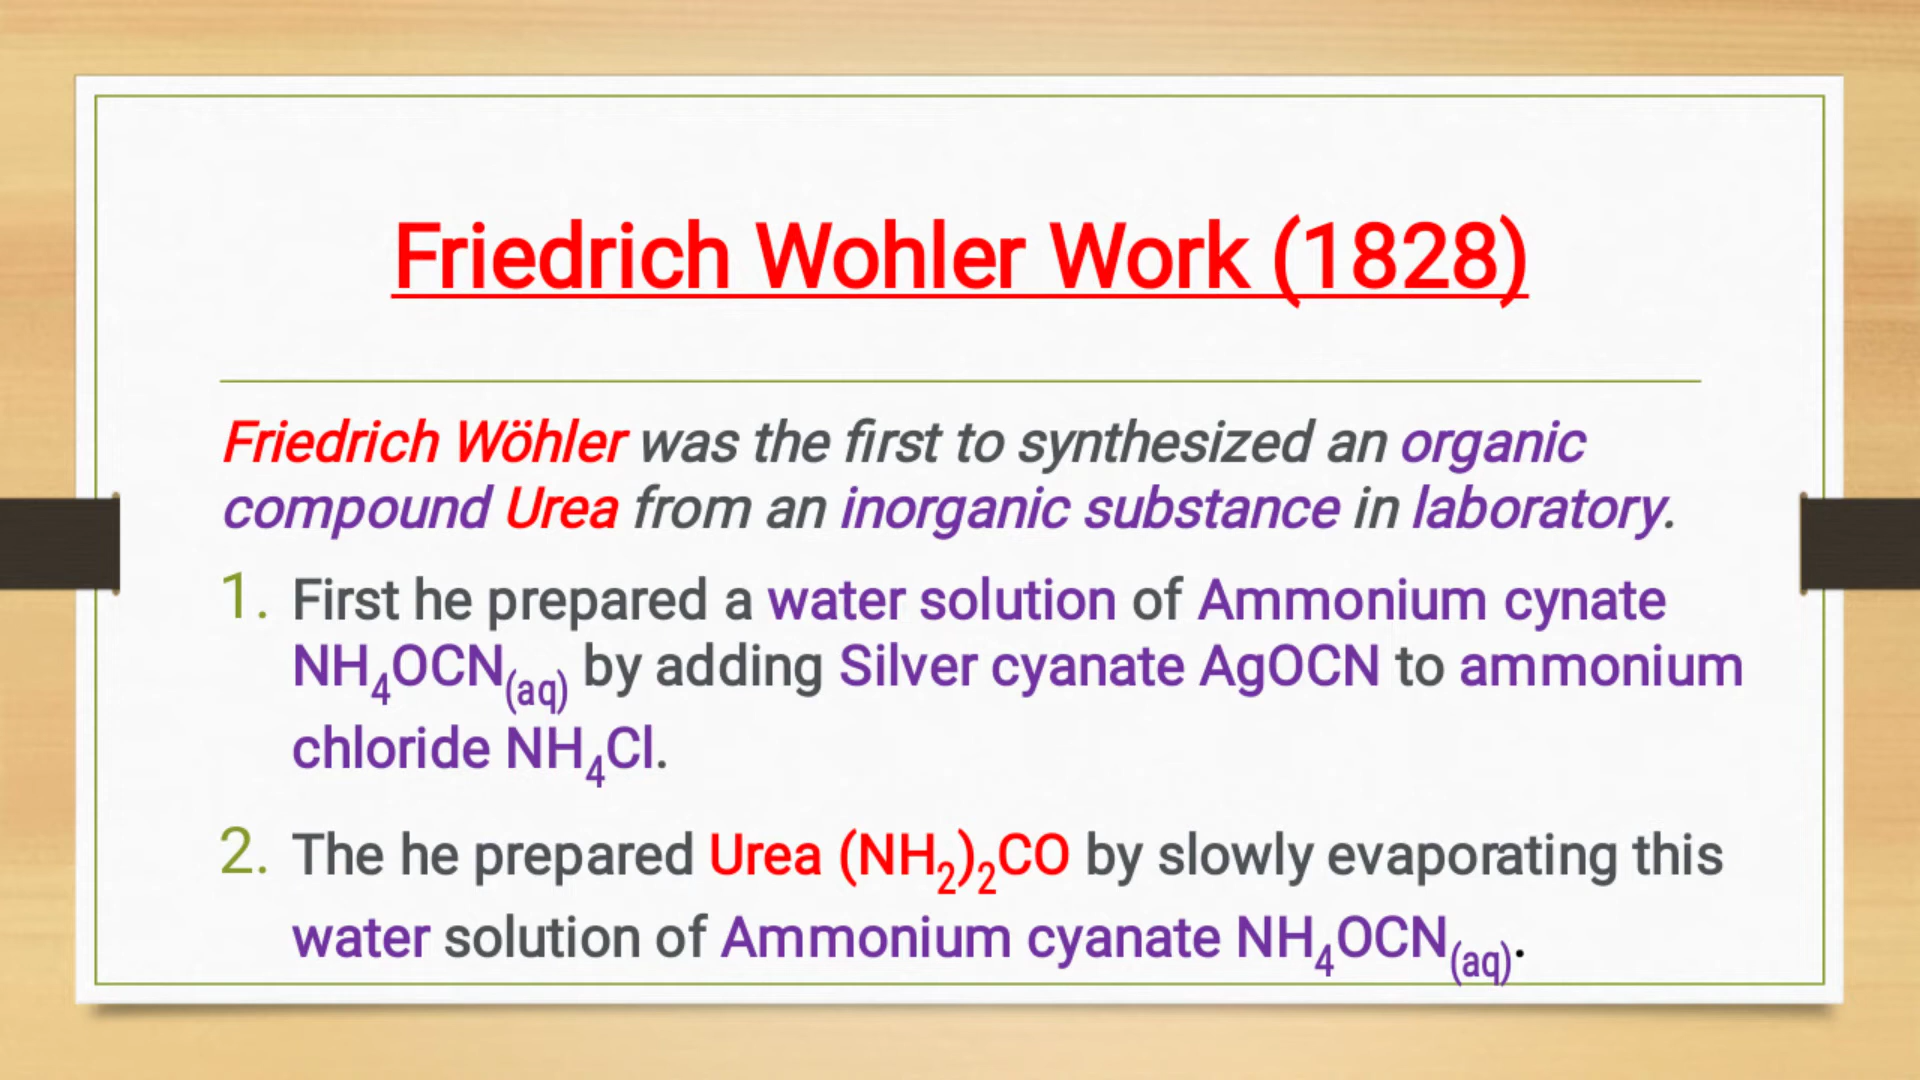 Friedrich Wohler Work (1828)
Friedrich Wöhler was the first to synthesized an organic
compound Urea from an inorganic substance in laboratory.
1. First he prepared a water solution of Ammonium cynate
NH₄OCN₍aq₎ by adding Silver cyanate AgOCN to ammonium
chloride NH₄Cl.
2. The he prepared Urea (NH₂)₂CO by slowly evaporating this
water solution of Ammonium cyanate NH₄OCN₍aq₎.